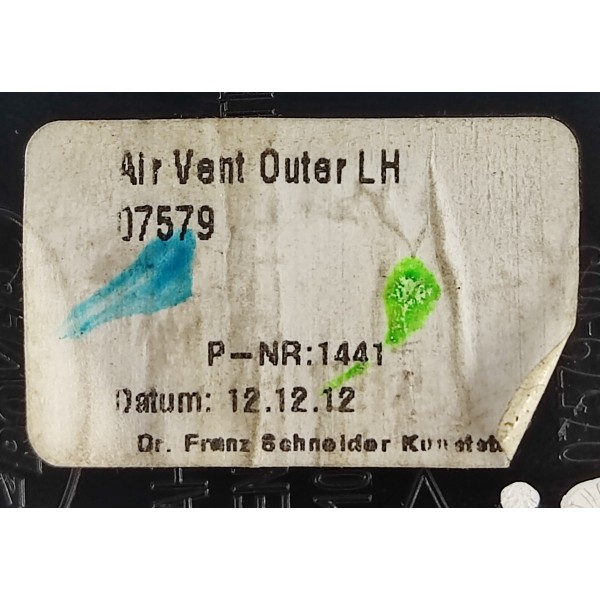 Air Vent Outer LH
07579
P-NR:1441
Datum: 12.12.12
Dr. Franz Schneider